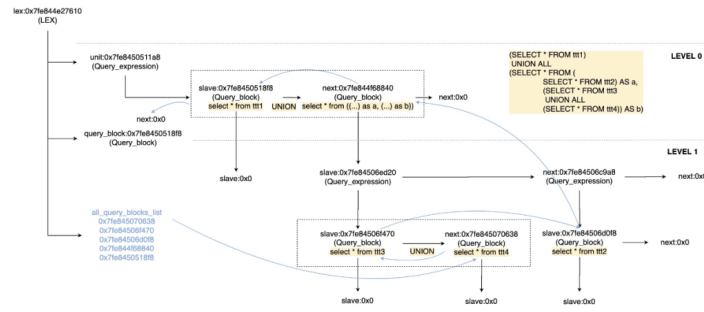 lex:0x7fe844e27610
(LEX)
unit:0x7fe8450511a8
(Query_expression)
(SELECT * FROM ttt1)
UNION ALL
(SELECT * FROM (
SELECT * FROM ttt2) AS a,
(SELECT * FROM ttt3
UNION ALL
(SELECT * FROM ttt4)) AS b)
LEVEL 0
slave:0x7fe8450518f8
(Query_block)
select * from ttt1
UNION
next:0x7fe844f68840
(Query_block)
select * from ((...) as a, (...) as b))
next:0x0
next:0x0
query_block:0x7fe8450518f8
(Query_block)
LEVEL 1
slave:0x0
slave:0x7fe84506ed20
(Query_expression)
next:0x7fe84506c9a8
(Query_expression)
next:0x0
all_query_blocks_list
0x7fe845070638
0x7fe84506f470
0x7fe84506d0f8
0x7fe844f68840
0x7fe8450518f8
slave:0x7fe84506f470
(Query_block)
select * from ttt3
UNION
next:0x7fe845070638
(Query_block)
select * from ttt4
slave:0x7fe84506d0f8
(Query_block)
select * from ttt2
next:0x0
slave:0x0
slave:0x0
slave:0x0